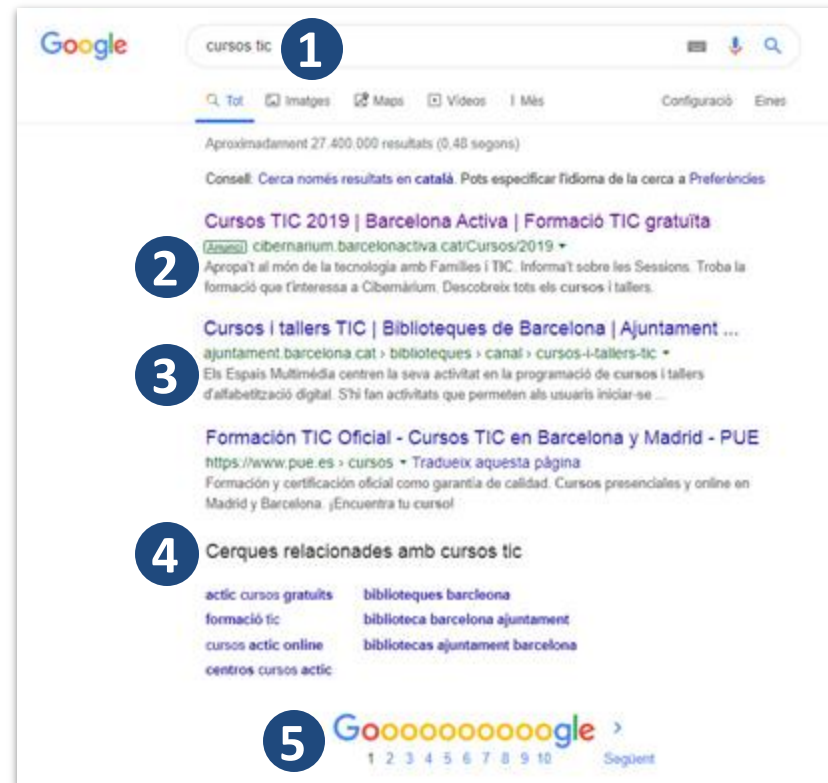 Google
cursos tic
1
Tot Imatges Maps Vídeos Més Configuració Eines
Aproximadament 27.400.000 resultats (0,48 segons)
Consell: Cerca només resultats en català. Pots especificar l'idioma de la cerca a Preferències
Cursos TIC 2019 | Barcelona Activa | Formació TIC gratuïta
Anunci cibernarium.barcelonactiva.cat/Cursos/2019
2
Apropa't al món de la tecnologia amb Famílies i TIC. Informa't sobre les Sessions. Troba la
formació que t'interessa a Cibernàrium. Descobreix tots els cursos i tallers.
Cursos i tallers TIC | Biblioteques de Barcelona | Ajuntament ...
ajuntament.barcelona.cat › biblioteques › canal › cursos-i-tallers-tic
3
Els Espais Multimèdia centren la seva activitat en la programació de cursos i tallers
d'alfabetització digital. S'hi fan activitats que permeten als usuaris iniciar-se ...
Formación TIC Oficial - Cursos TIC en Barcelona y Madrid - PUE
https://www.pue.es › cursos Tradueix aquesta pàgina
Formación y certificación oficial como garantía de calidad. Cursos presenciales y online en
Madrid y Barcelona. ¡Encuentra tu curso!
4
Cerques relacionades amb cursos tic
actic cursos gratuïts biblioteques barcleona
formació tic biblioteca barcelona ajuntament
cursos actic online bibliotecas ajuntament barcelona
centros cursos actic
5
Goooooooooogle >
1 2 3 4 5 6 7 8 9 10 Següent